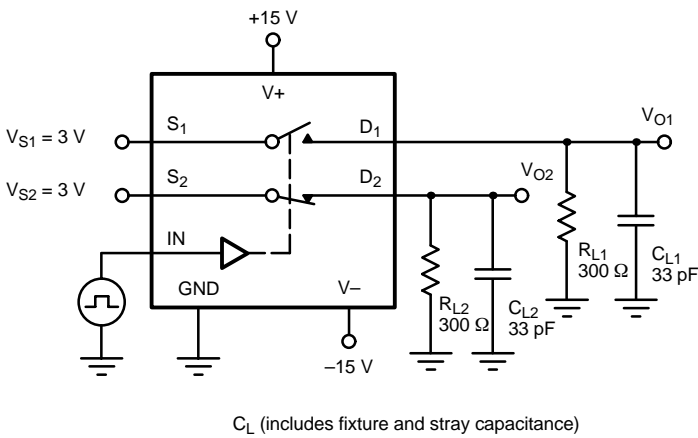 +15 V
V+
VS1 = 3 V
S1
D1
VO1
VS2 = 3 V
S2
D2
VO2
IN
GND
V–
–15 V
RL2
300 Ω
CL2
33 pF
RL1
300 Ω
CL1
33 pF
CL (includes fixture and stray capacitance)